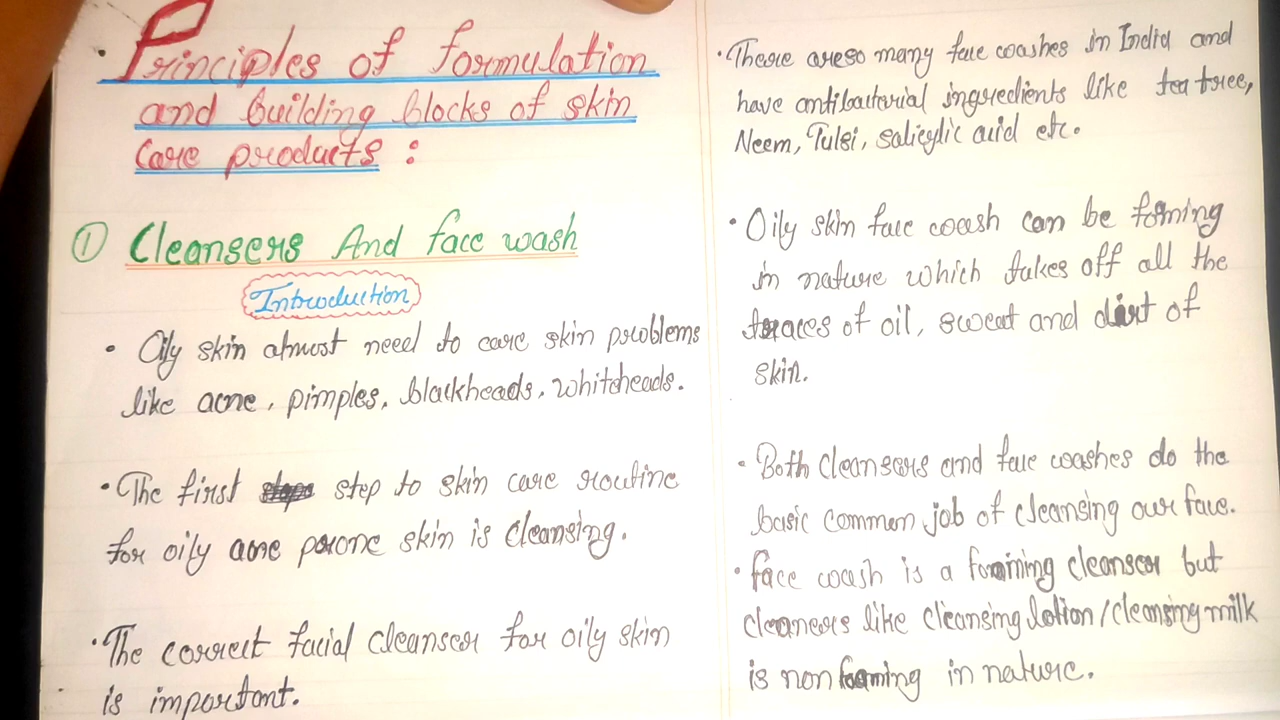 Principles of formulation
and building blocks of skin
care products :
① Cleansers And face wash
Introduction
• Oily skin almost need to care skin problems
like acne, pimples, blackheads, whiteheads.
• The first step to skin care routine
for oily acne prone skin is cleansing.
• The correct facial cleanser for oily skin
is important.
• There are so many face washes in India and
have antibacterial ingredients like tea tree,
Neem, Tulsi, salicylic acid etc.
• Oily skin face wash can be foming
in nature which takes off all the
traces of oil, sweat and dirt of
skin.
• Both cleansers and face washes do the
basic common job of cleansing our face.
• face wash is a foaming cleanser but
cleaneers like cleansing lotion/cleansing milk
is non foaming in nature.